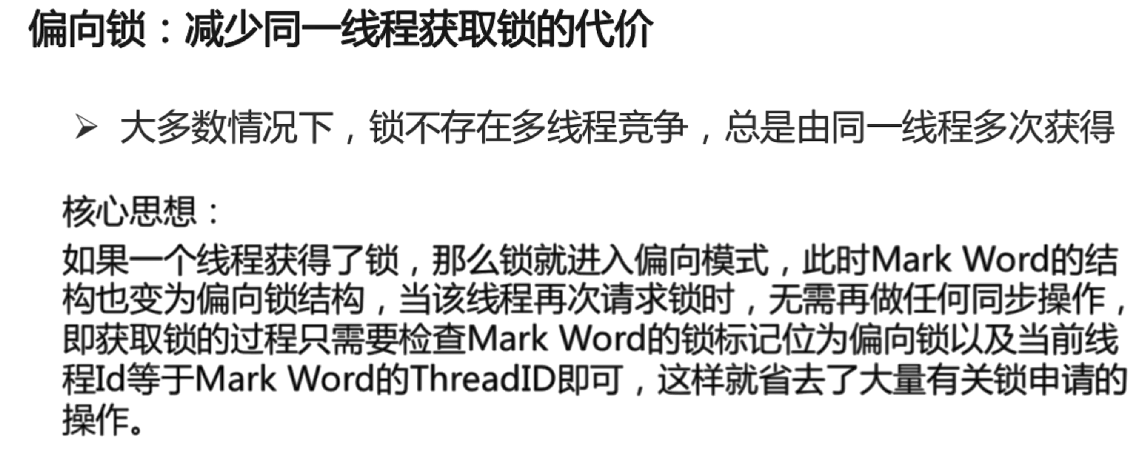 偏向锁：减少同一线程获取锁的代价
➢ 大多数情况下，锁不存在多线程竞争，总是由同一线程多次获得
核心思想：
如果一个线程获得了锁，那么锁就进入偏向模式，此时Mark Word的结
构也变为偏向锁结构，当该线程再次请求锁时，无需再做任何同步操作，
即获取锁的过程只需要检查Mark Word的锁标记位为偏向锁以及当前线
程Id等于Mark Word的ThreadID即可，这样就省去了大量有关锁申请的
操作。